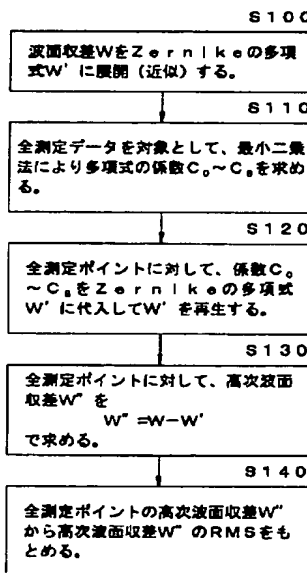 S100
波面収差WをZernikeの多項
式W'に展開(近似)する。
S110
全測定データを対象として、最小二乗
法により多項式の係数C₀~C₈を求め
る。
S120
全測定ポイントに対して、係数C₀
~C₈をZernikeの多項式
W'に代入してW'を再生する。
S130
全測定ポイントに対して、高次波面
収差W"を
W"=W-W'
で求める。
S140
全測定ポイントの高次波面収差W"
から高次波面収差W"のRMSをも
とめる。